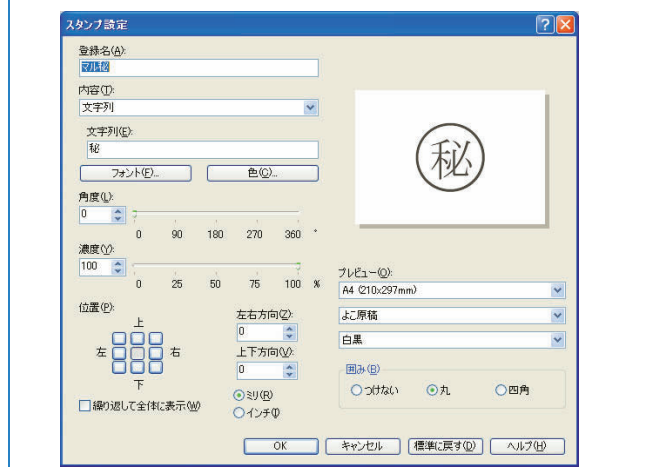 スタンプ設定
登録名(A):
マル秘
内容(T):
文字列
文字列(E):
秘
フォント(F)...
色(C)...
角度(L):
0
0 90 180 270 360 °
濃度(Y):
100
0 25 50 75 100 %
位置(P):
上
左 右
下
繰り返して全体に表示(W)
左右方向(Z):
0
上下方向(V):
0
ミリ(R)
インチ(I)
秘
プレビュー(O):
A4 (210x297mm)
よこ原稿
白黒
囲み(B)
つけない 丸 四角
OK キャンセル 標準に戻す(D) ヘルプ(H)